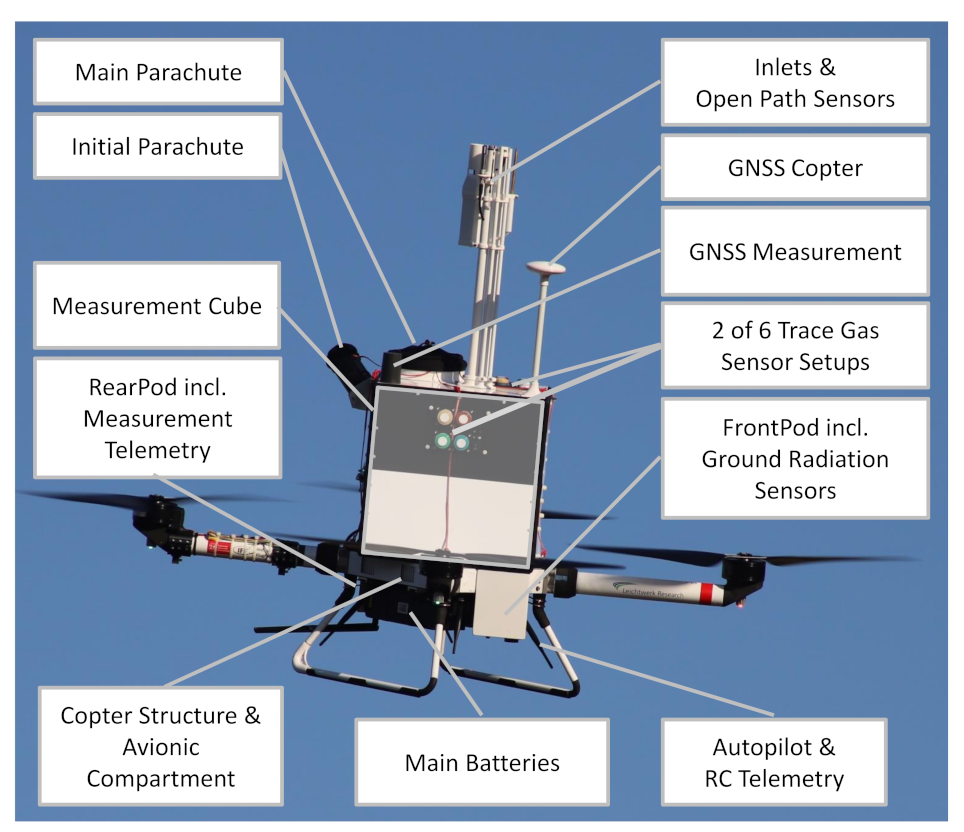 Main Parachute
Initial Parachute
Measurement Cube
RearPod incl.
Measurement
Telemetry
Copter Structure &
Avionic
Compartment
Main Batteries
Inlets &
Open Path Sensors
GNSS Copter
GNSS Measurement
2 of 6 Trace Gas
Sensor Setups
FrontPod incl.
Ground Radiation
Sensors
Autopilot &
RC Telemetry
Leichtwerk Research